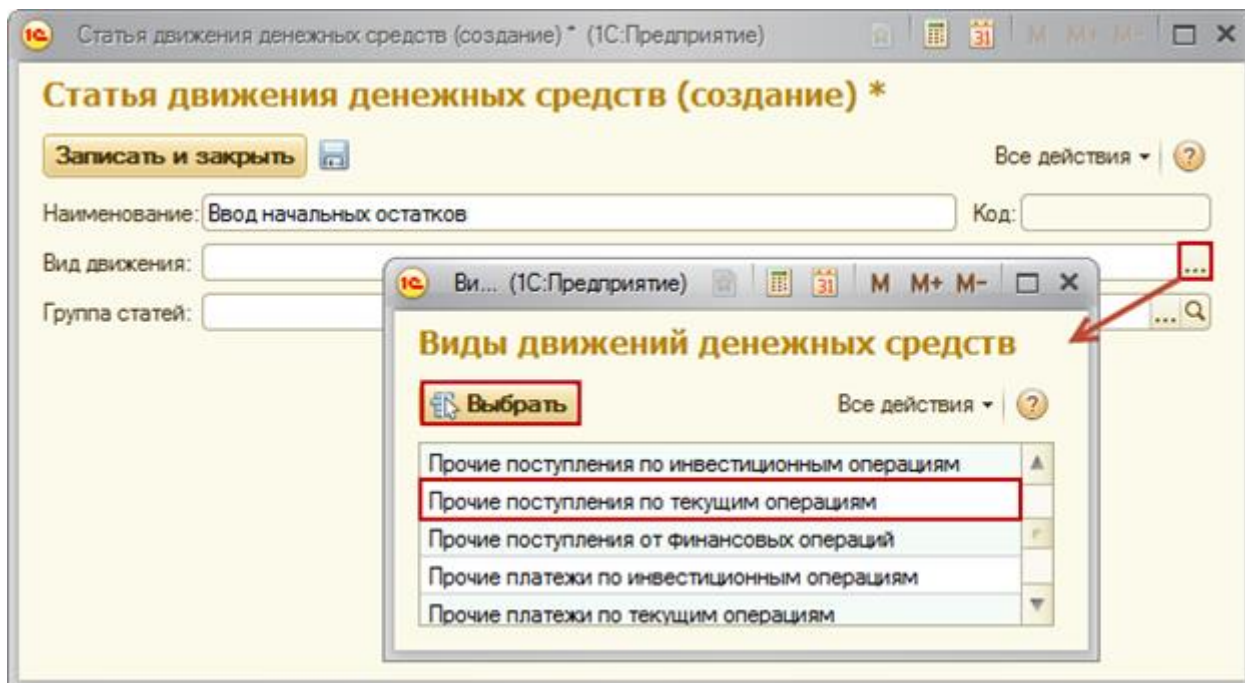 1С Статья движения денежных средств (создание) * (1С:Предприятие) 31 M M+ M-
Статья движения денежных средств (создание) *
Записать и закрыть Все действия ?
Наименование: Ввод начальных остатков Код:
Вид движения: ...
Группа статей: ...
1С Ви... (1С:Предприятие) 31 M M+ M-
Виды движений денежных средств
Выбрать Все действия ?
Прочие поступления по инвестиционным операциям
Прочие поступления по текущим операциям
Прочие поступления от финансовых операций
Прочие платежи по инвестиционным операциям
Прочие платежи по текущим операциям